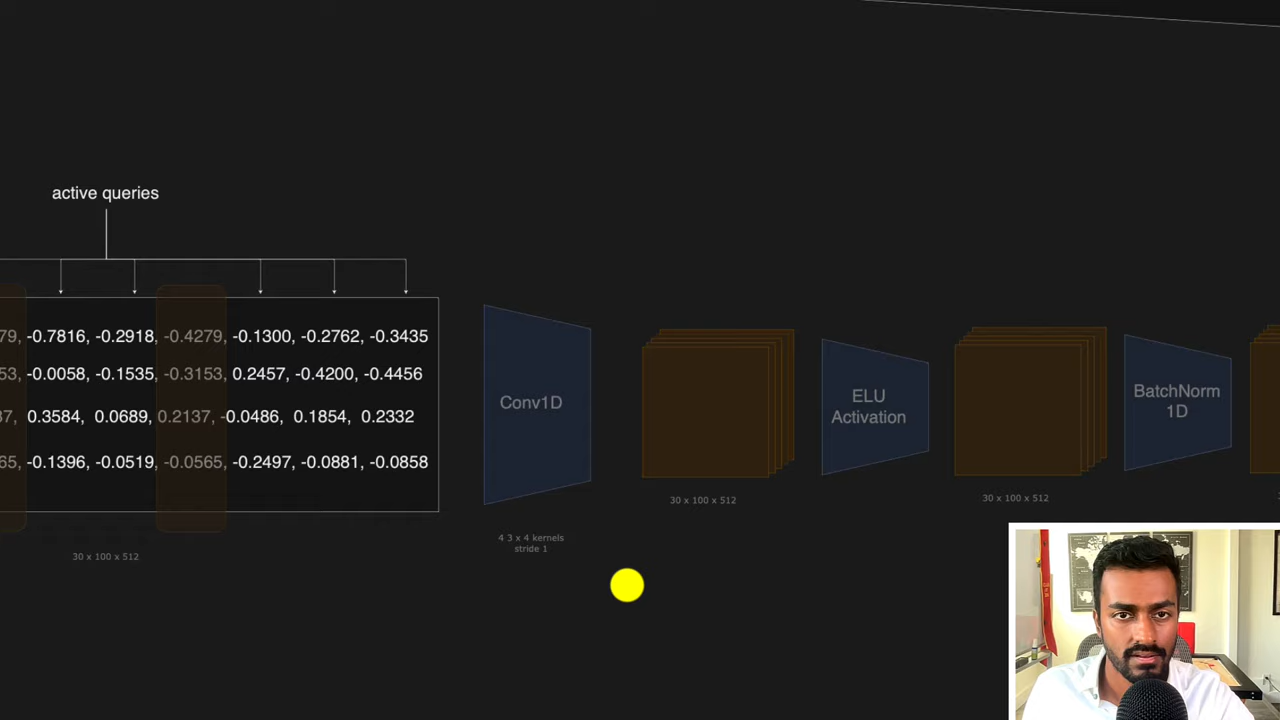 active queries
79, -0.7816, -0.2918, -0.4279, -0.1300, -0.2762, -0.3435
53, -0.0058, -0.1535, -0.3153, 0.2457, -0.4200, -0.4456
37, 0.3584, 0.0689, 0.2137, -0.0486, 0.1854, 0.2332
65, -0.1396, -0.0519, -0.0565, -0.2497, -0.0881, -0.0858
30 x 100 x 512
Conv1D
4 3 x 4 kernels
stride 1
30 x 100 x 512
ELU
Activation
30 x 100 x 512
BatchNorm
1D